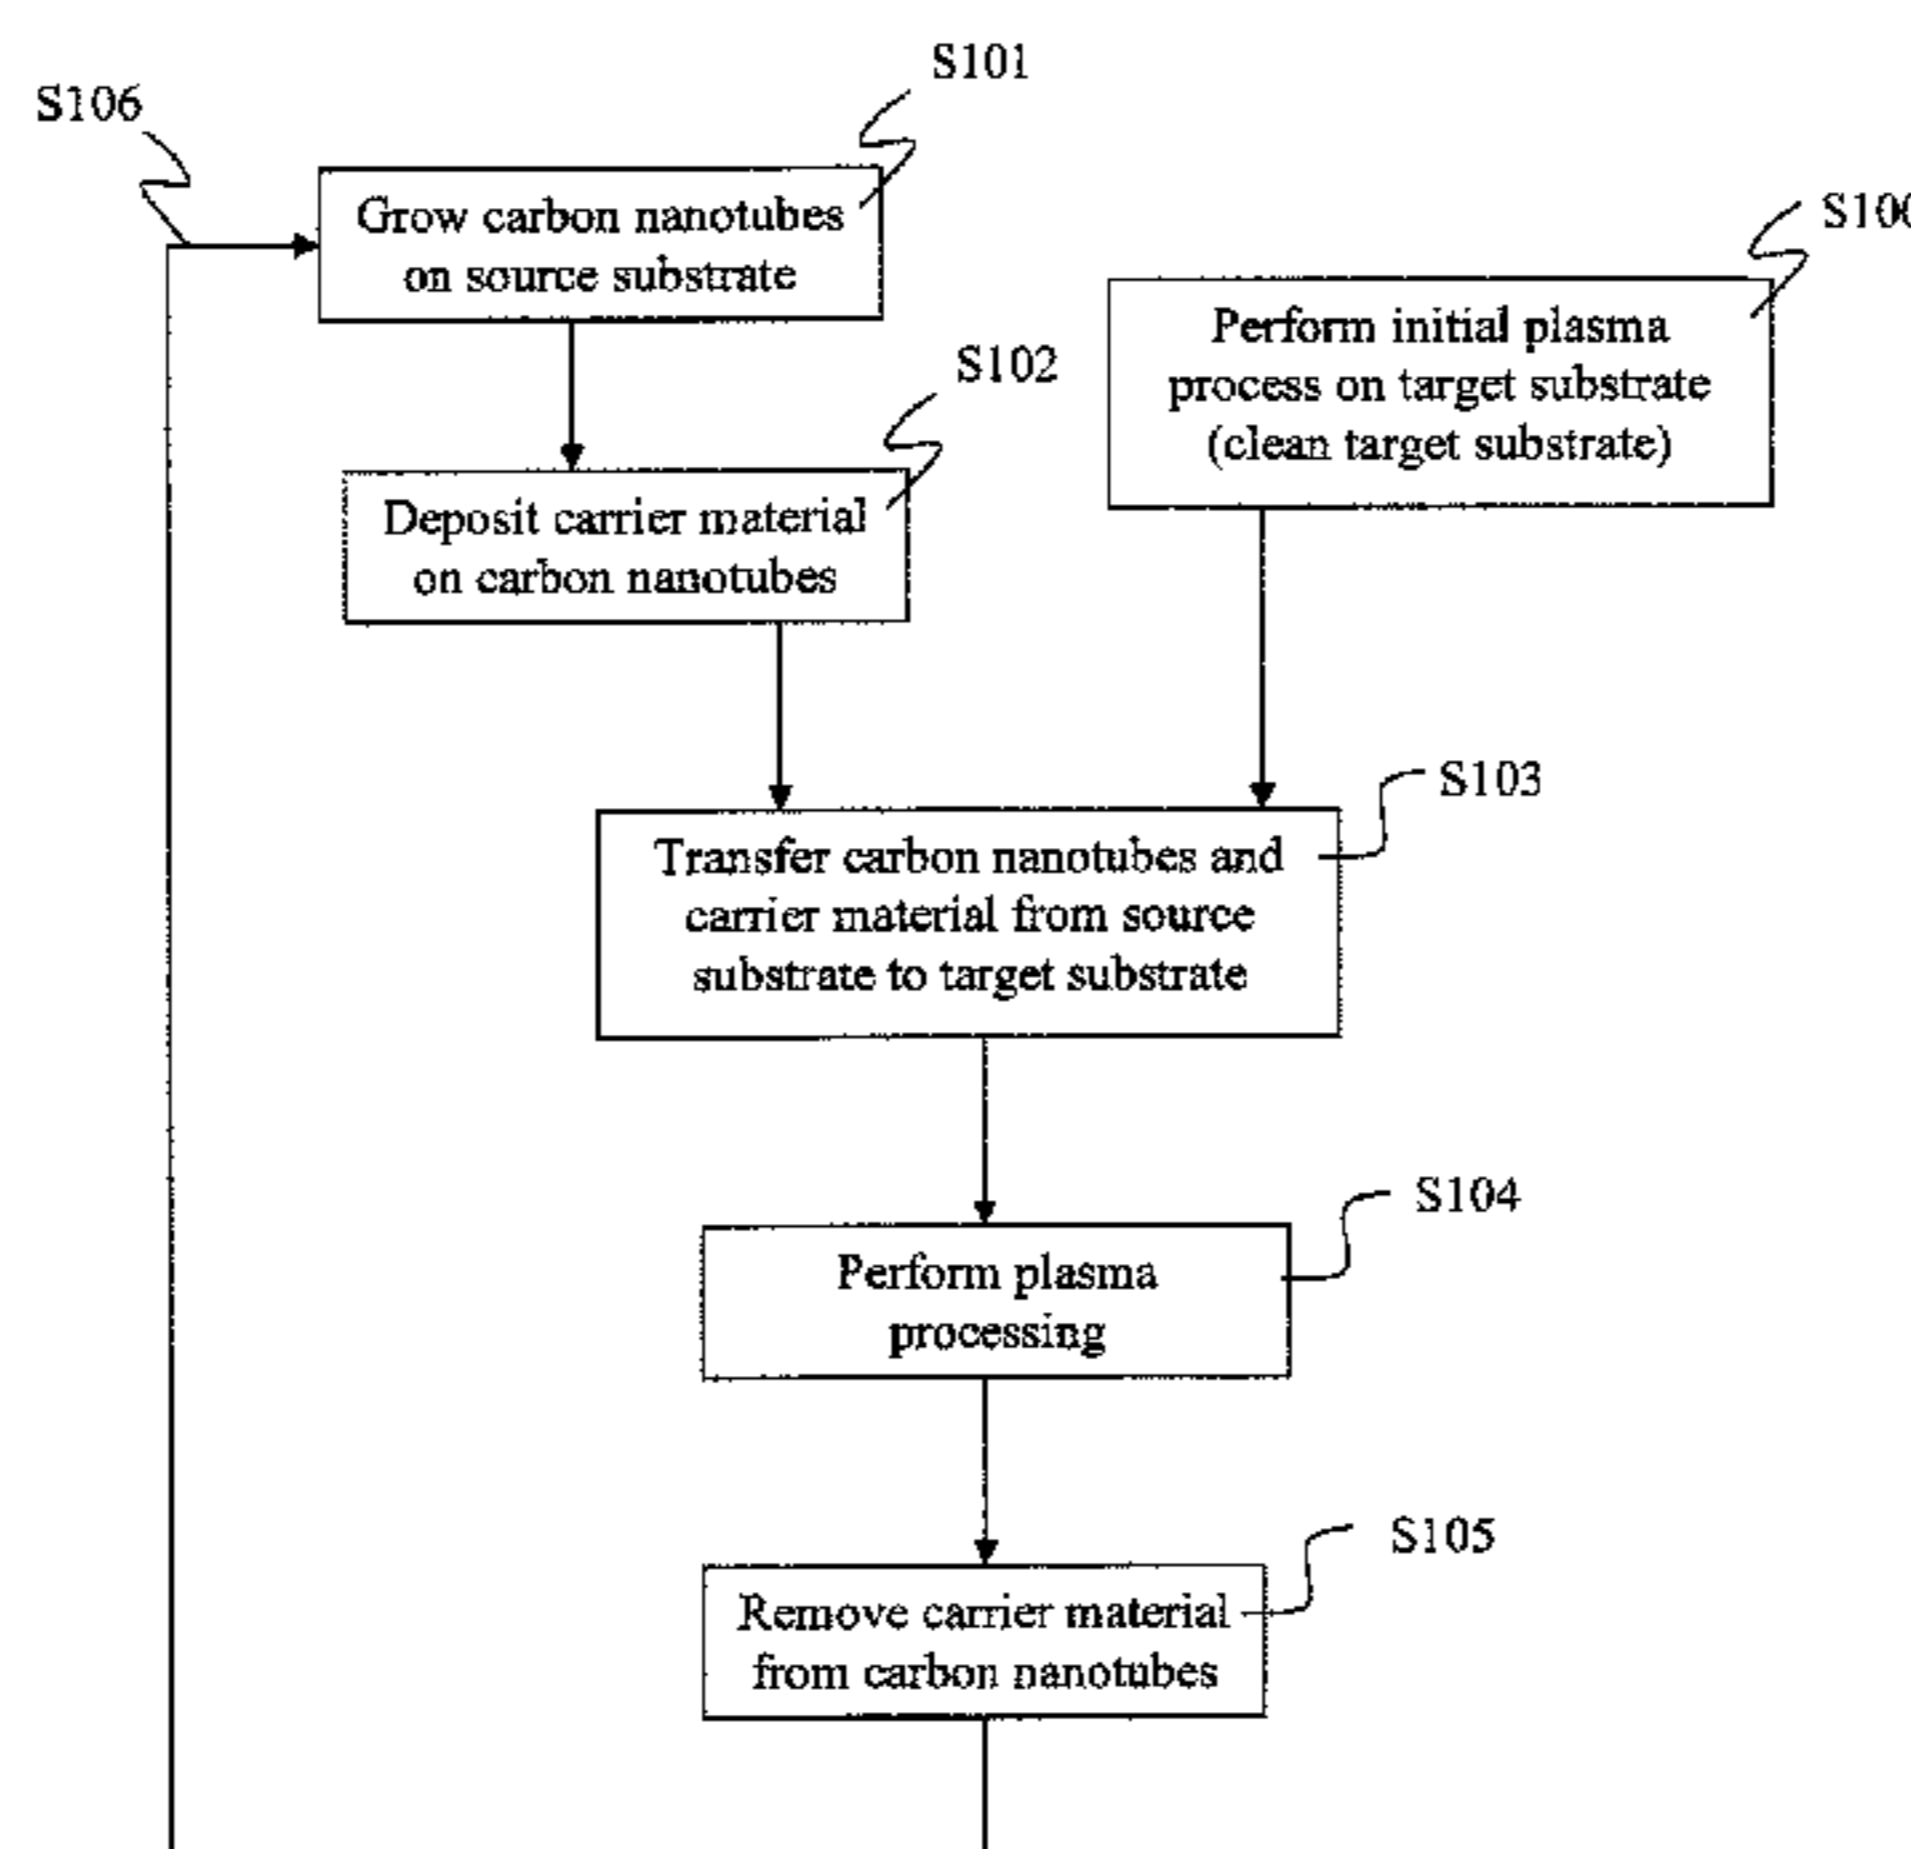 S101
S106
Grow carbon nanotubes
on source substrate
S100
Perform initial plasma
process on target substrate
(clean target substrate)
S102
Deposit carrier material
on carbon nanotubes
S103
Transfer carbon nanotubes and
carrier material from source
substrate to target substrate
S104
Perform plasma
processing
S105
Remove carrier material
from carbon nanotubes